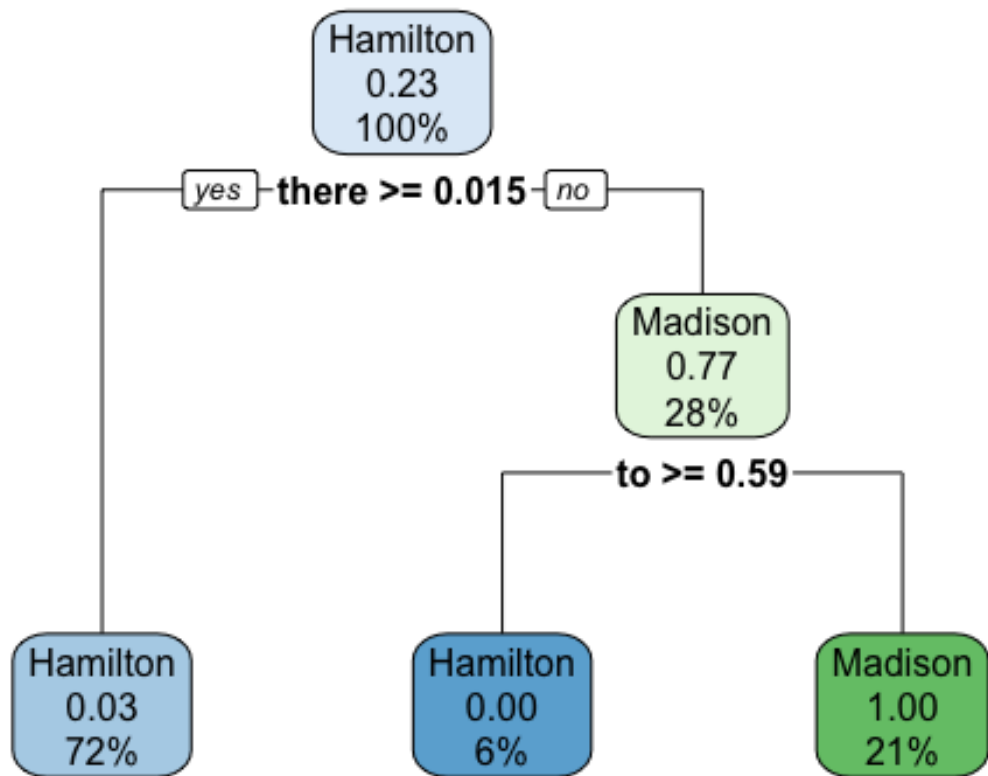 Hamilton
0.23
100%
yes there >= 0.015 no
Madison
0.77
28%
to >= 0.59
Hamilton
0.03
72%
Hamilton
0.00
6%
Madison
1.00
21%